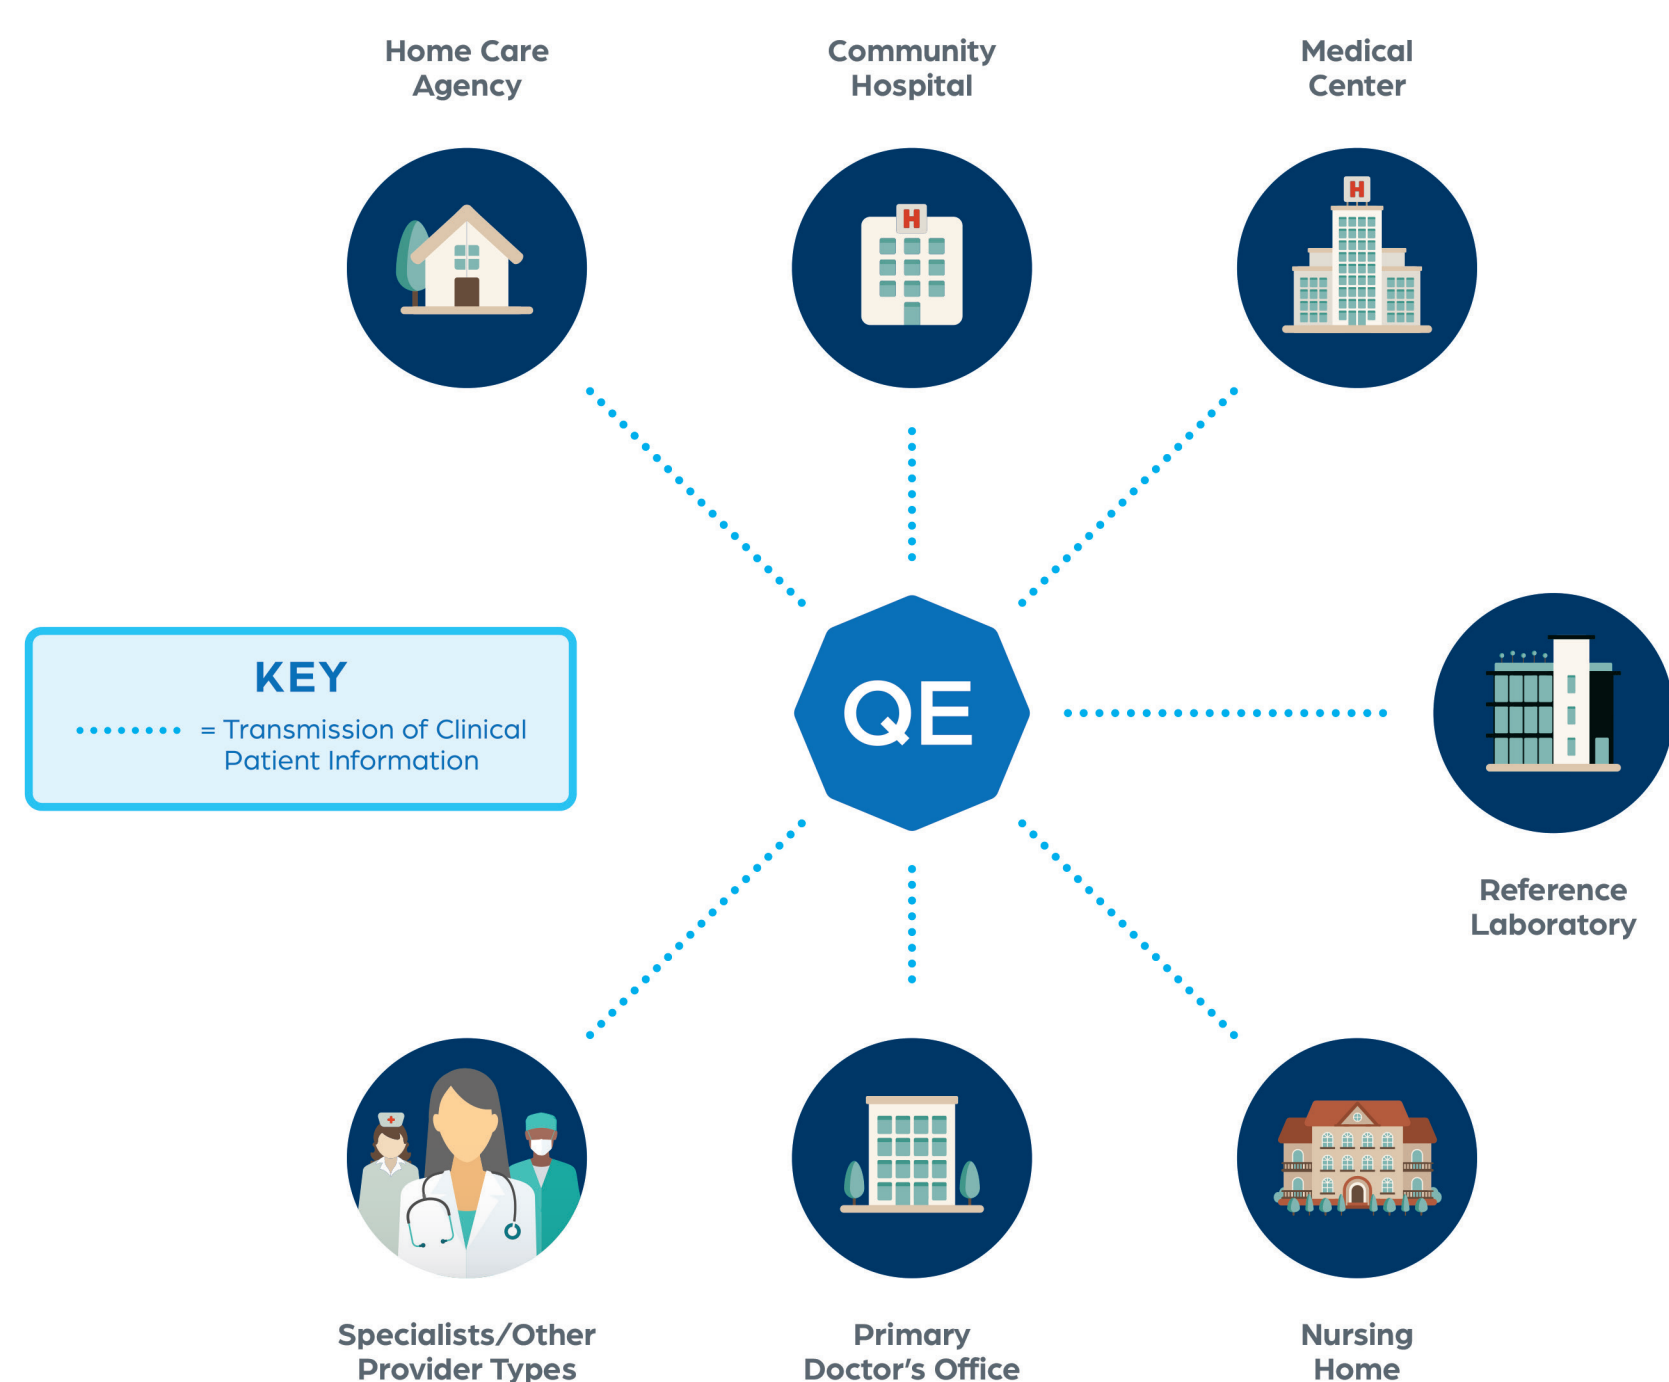 Home Care
Agency
Community
Hospital
Medical
Center
H
H
KEY
= Transmission of Clinical
Patient Information
QE
Reference
Laboratory
Specialists/Other
Provider Types
Primary
Doctor's Office
Nursing
Home